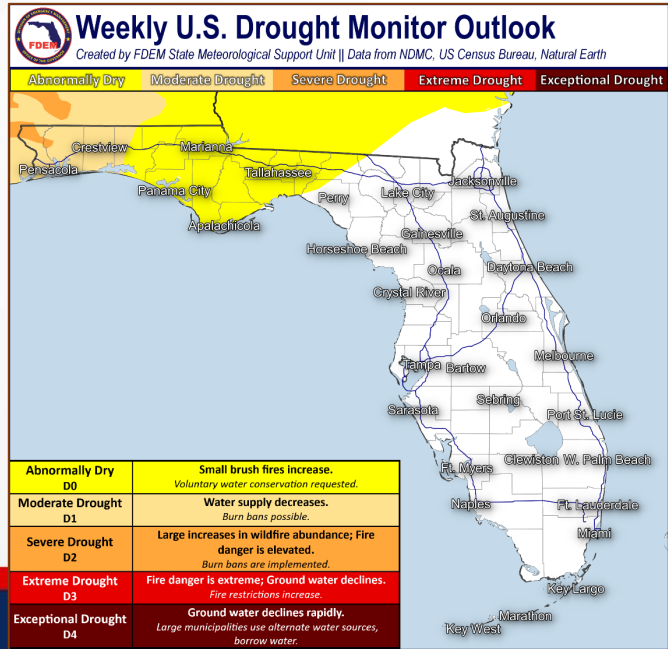 FDEM
Weekly U.S. Drought Monitor Outlook
Created by FDEM State Meteorological Support Unit || Data from NDMC, US Census Bureau, Natural Earth
Abnormally Dry Moderate Drought Severe Drought Extreme Drought Exceptional Drought
Crestview Marianna
Pensacola Tallahassee Jacksonville
Panama City Perry Lake City
Apalachicola St. Augustine
Gainesville
Horseshoe Beach
Ocala Daytona Beach
Crystal River
Orlando
Tampa Bartow Melbourne
Sebring
Sarasota Port St. Lucie
Ft. Myers Clewiston W. Palm Beach
Naples Ft. Lauderdale
Miami
Key Largo
Marathon
Key West
Abnormally Dry
D0
Small brush fires increase.
Voluntary water conservation requested.
Moderate Drought
D1
Water supply decreases.
Burn bans possible.
Severe Drought
D2
Large increases in wildfire abundance; Fire
danger is elevated.
Burn bans are implemented.
Extreme Drought
D3
Fire danger is extreme; Ground water declines.
Fire restrictions increase.
Exceptional Drought
D4
Ground water declines rapidly.
Large municipalities use alternate water sources,
borrow water.